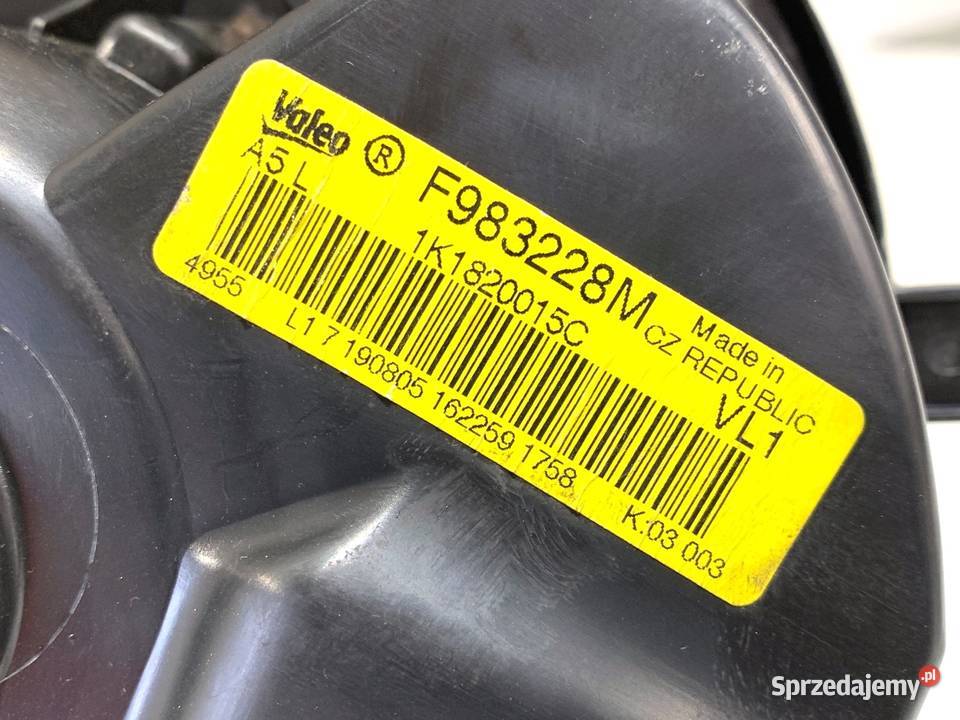 Valeo ®
A5 L
F983228M
1K1820015C
Made in
CZ REPUBLIC
VL1
4955
L1 7 190805 162259 1758
K:03 003
Sprzedajemy.pl